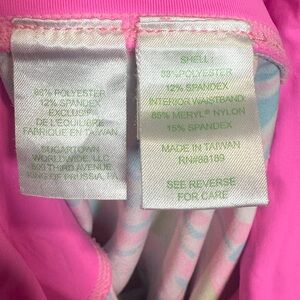 88% POLYESTER
12% SPANDEX
EXCLUSIF
DE L'ÉQUILIBRE
FABRIQUE EN TAIWAN
SUGARTOWN
WORLDWIDE, LLC
800 THIRD AVENUE
KING OF PRUSSIA, PA
SHELL:
88% POLYESTER
12% SPANDEX
INTERIOR WAISTBAND:
85% MERYL® NYLON
15% SPANDEX
MADE IN TAIWAN
RN#88189
SEE REVERSE
FOR CARE